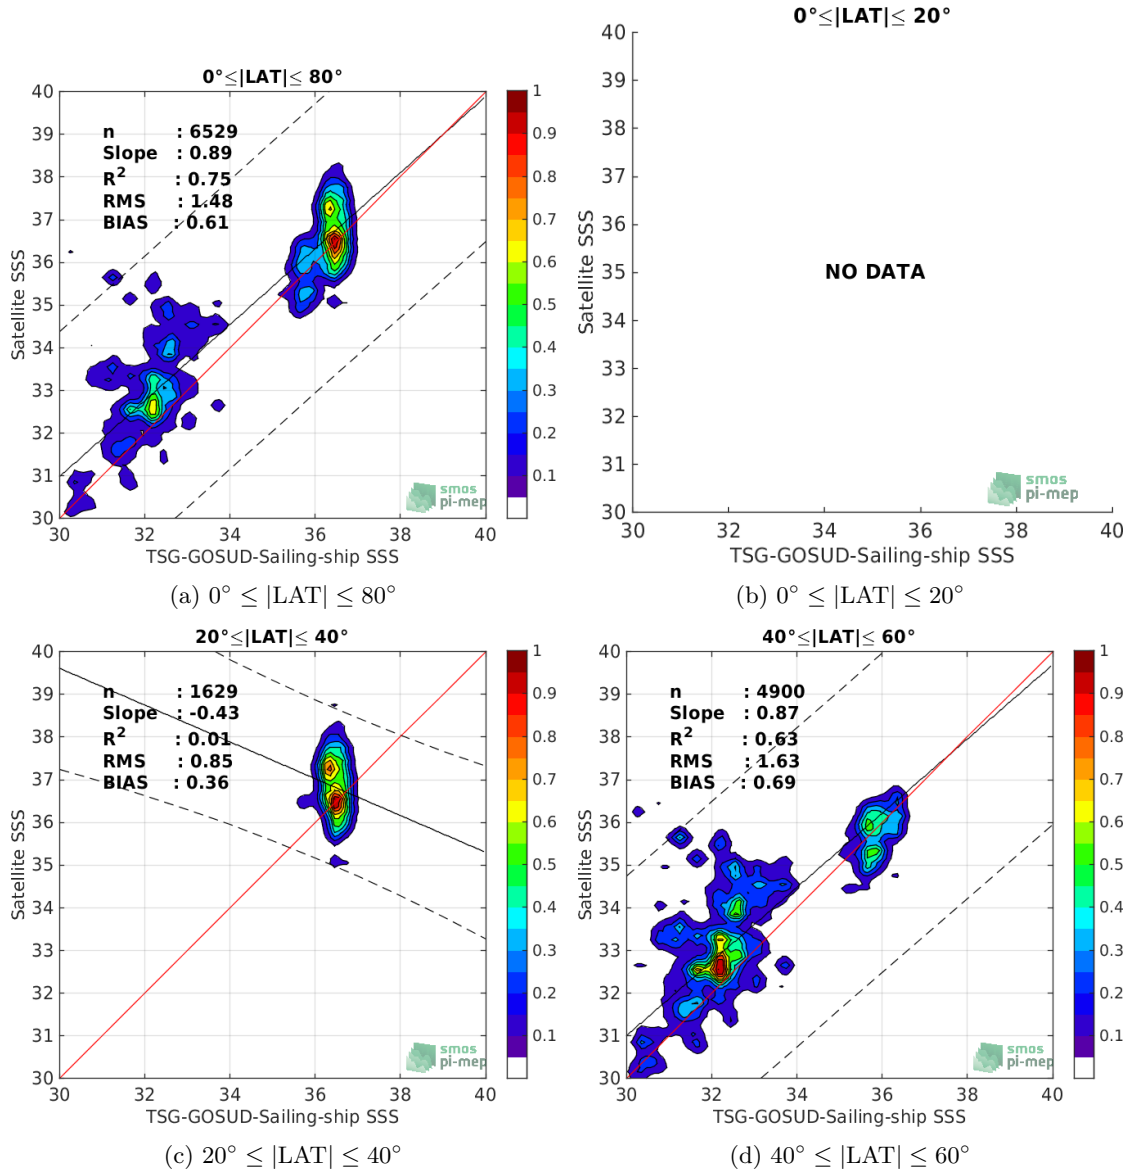 0°≤|LAT|≤ 80°
n : 6529
Slope : 0.89
R² : 0.75
RMS : 1.48
BIAS : 0.61
40
39
38
37
36
35
34
33
32
31
30
30 32 34 36 38 40
Satellite SSS
TSG-GOSUD-Sailing-ship SSS
1
0.9
0.8
0.7
0.6
0.5
0.4
0.3
0.2
0.1
smos
pi-mep
(a) 0° ≤ |LAT| ≤ 80°
0°≤|LAT|≤ 20°
40
39
38
37
36
35
34
33
32
31
30
30 32 34 36 38 40
Satellite SSS
NO DATA
TSG-GOSUD-Sailing-ship SSS
smos
pi-mep
(b) 0° ≤ |LAT| ≤ 20°
20°≤|LAT|≤ 40°
n : 1629
Slope : -0.43
R² : 0.01
RMS : 0.85
BIAS : 0.36
40
39
38
37
36
35
34
33
32
31
30
30 32 34 36 38 40
Satellite SSS
TSG-GOSUD-Sailing-ship SSS
1
0.9
0.8
0.7
0.6
0.5
0.4
0.3
0.2
0.1
smos
pi-mep
(c) 20° ≤ |LAT| ≤ 40°
40°≤|LAT|≤ 60°
n : 4900
Slope : 0.87
R² : 0.63
RMS : 1.63
BIAS : 0.69
40
39
38
37
36
35
34
33
32
31
30
30 32 34 36 38 40
Satellite SSS
TSG-GOSUD-Sailing-ship SSS
1
0.9
0.8
0.7
0.6
0.5
0.4
0.3
0.2
0.1
smos
pi-mep
(d) 40° ≤ |LAT| ≤ 60°